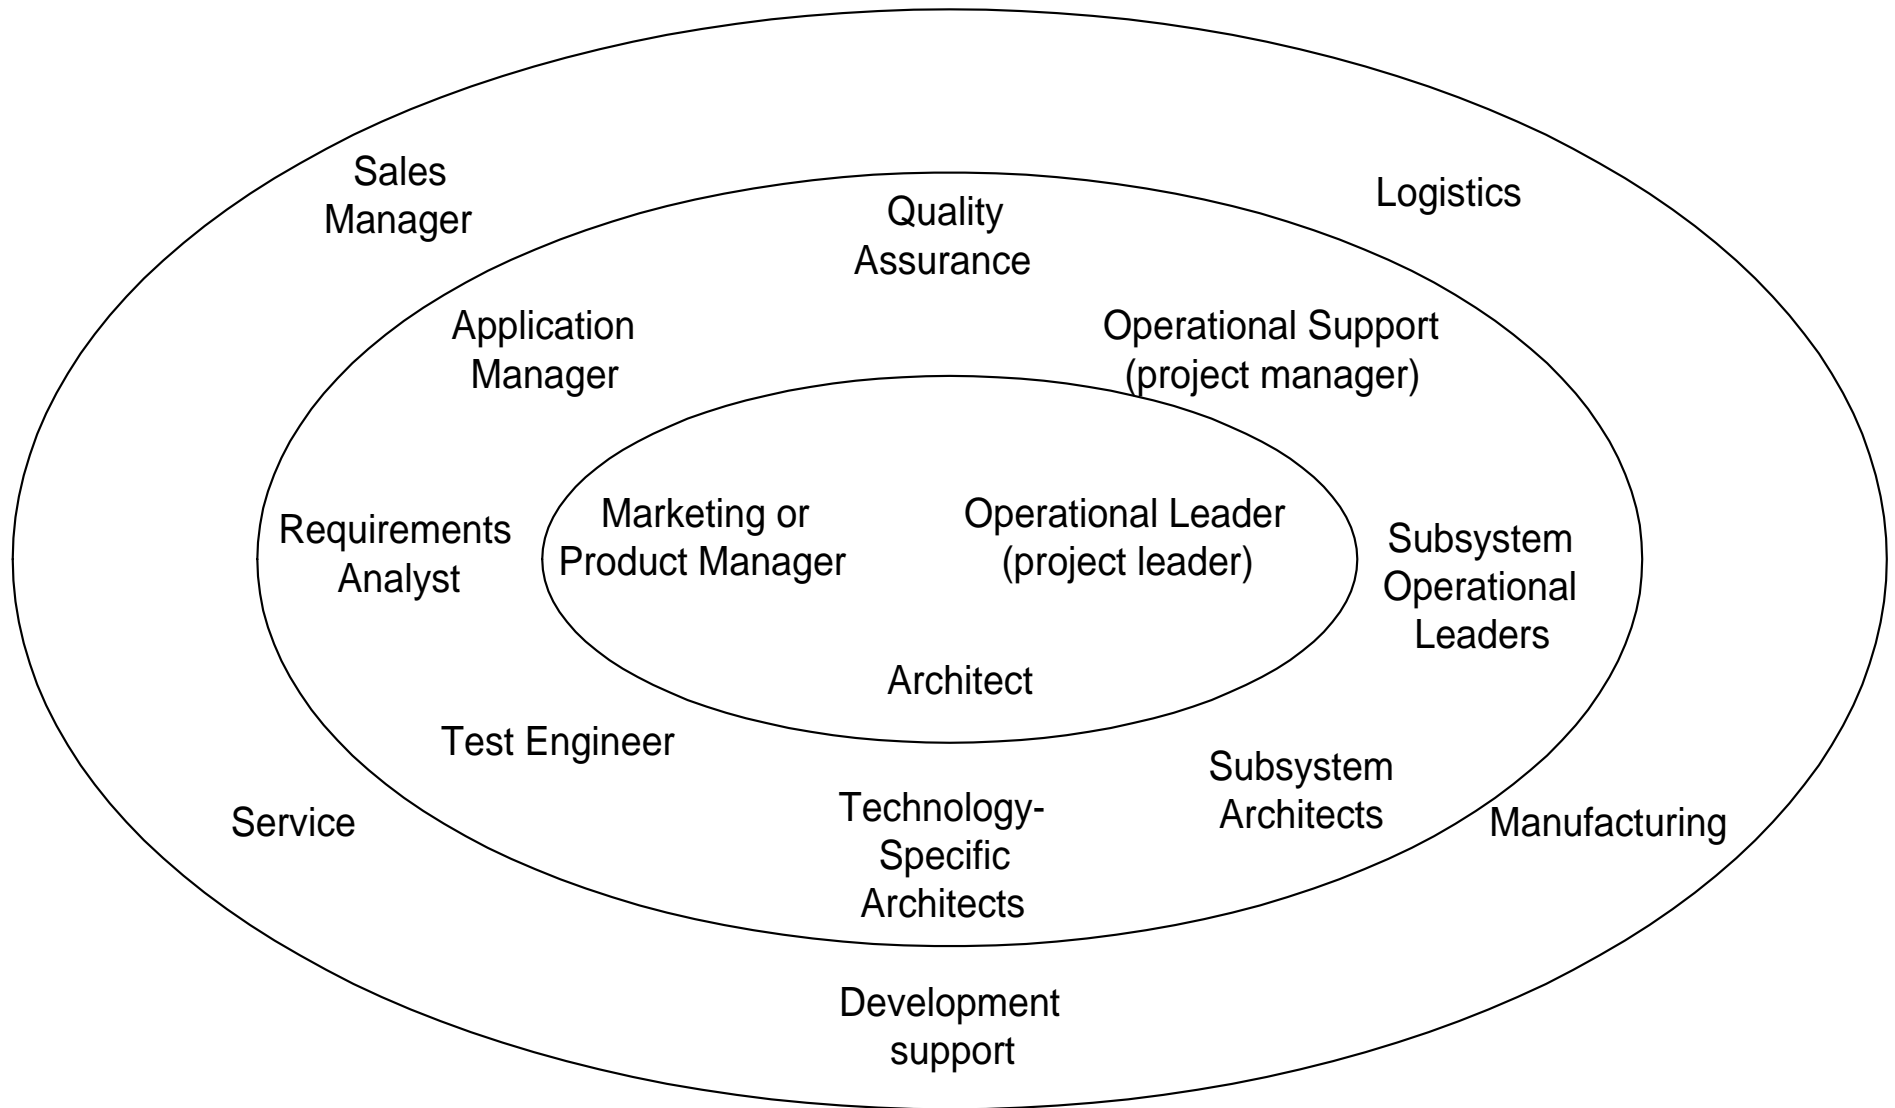 Sales
Manager
Logistics
Quality
Assurance
Application
Manager
Operational Support
(project manager)
Requirements
Analyst
Marketing or
Product Manager
Operational Leader
(project leader)
Subsystem
Operational
Leaders
Architect
Test Engineer
Subsystem
Architects
Technology-
Specific
Architects
Service
Manufacturing
Development
support